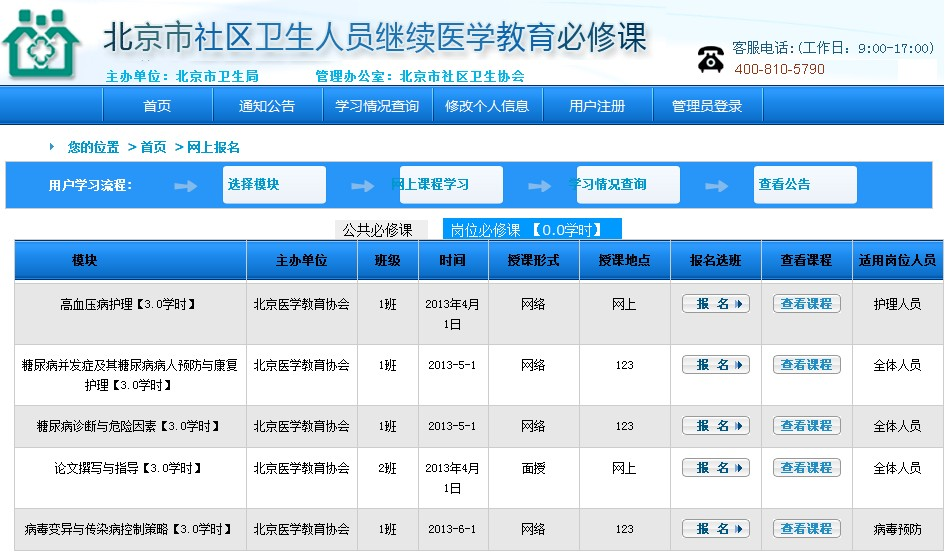 北京市社区卫生人员继续医学教育必修课
主办单位：北京市卫生局 管理办公室：北京市社区卫生协会
客服电话:(工作日：9:00-17:00)
400-810-5790
首页 通知公告 学习情况查询 修改个人信息 用户注册 管理员登录
您的位置 >首页 >网上报名
用户学习流程： 选择模块 网上课程学习 学习情况查询 查看公告
公共必修课 岗位必修课 【0.0学时】
模块 主办单位 班级 时间 授课形式 授课地点 报名选班 查看课程 适用岗位人员
高血压病护理【3.0学时】 北京医学教育协会 1班 2013年4月 网络 网上 报 名 查看课程 护理人员
1日
糖尿病并发症及其糖尿病病人预防与康复 北京医学教育协会 1班 2013-5-1 网络 123 报 名 查看课程 全体人员
护理【3.0学时】
糖尿病诊断与危险因素【3.0学时】 北京医学教育协会 1班 2013-5-1 网络 123 报 名 查看课程 全体人员
论文撰写与指导【3.0学时】 北京医学教育协会 2班 2013年4月 面授 网上 报 名 查看课程 全体人员
1日
病毒变异与传染病控制策略【3.0学时】 北京医学教育协会 1班 2013-6-1 网络 123 报 名 查看课程 病毒预防